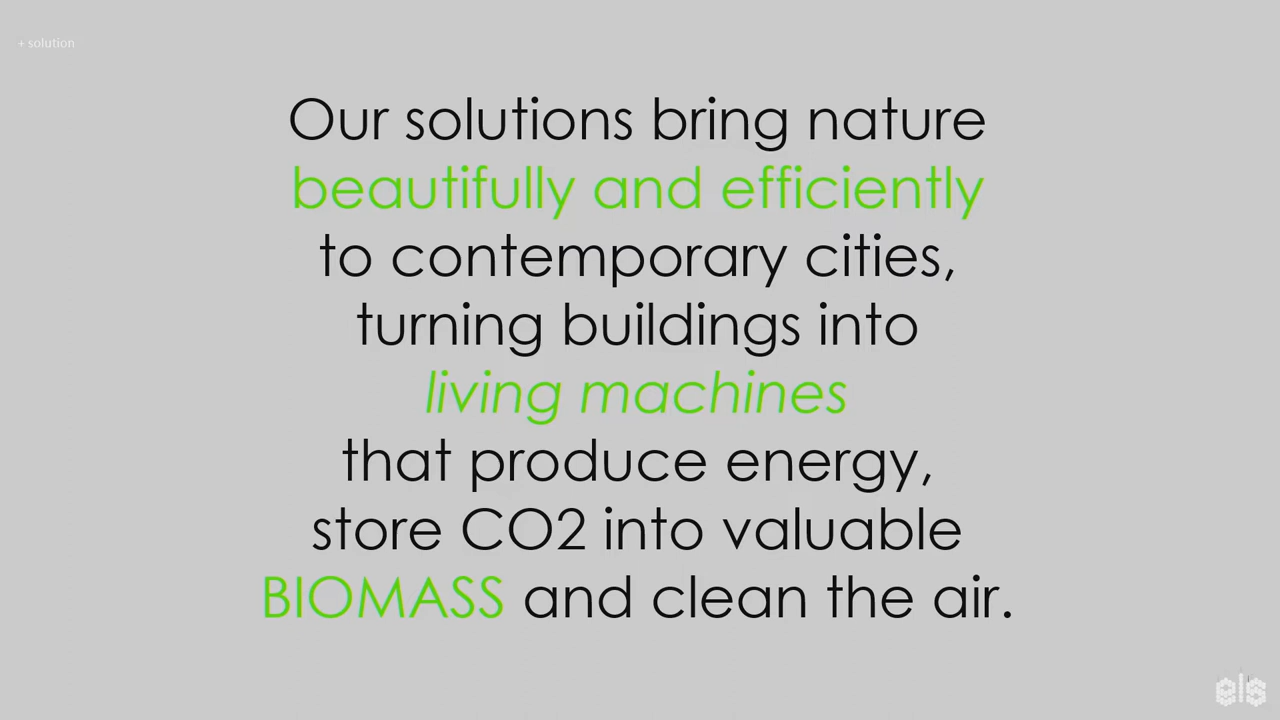 + solution
Our solutions bring nature
beautifully and efficiently
to contemporary cities,
turning buildings into
living machines
that produce energy,
store CO2 into valuable
BIOMASS and clean the air.
els